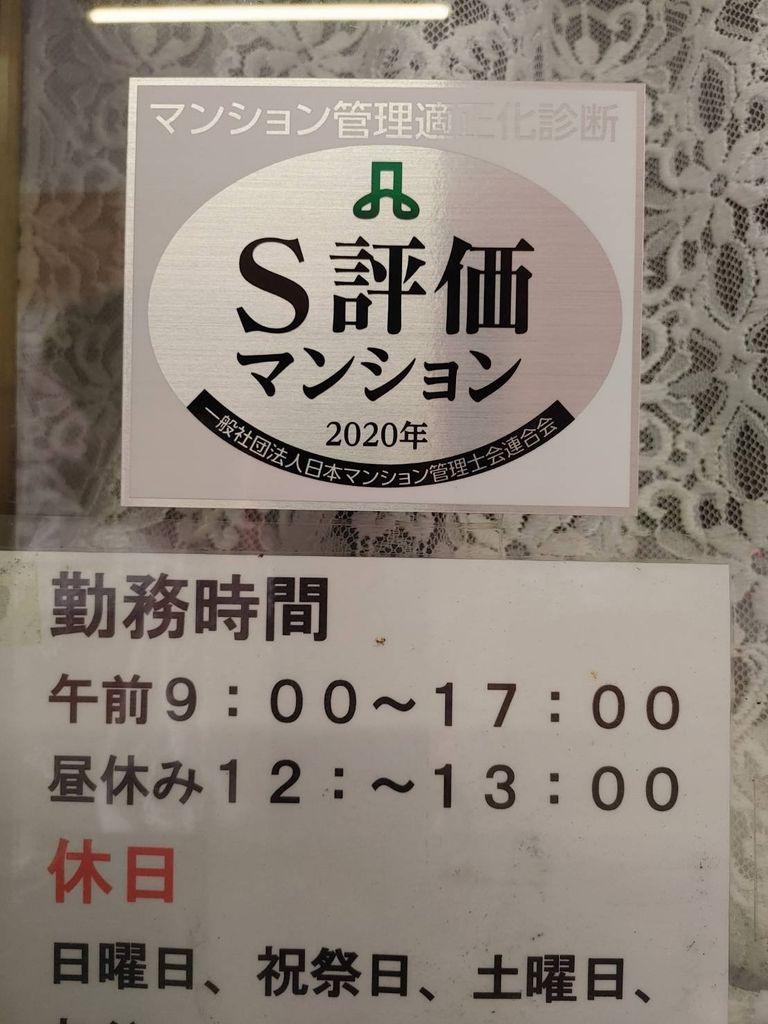 マンション管理適正化診断
S評価
マンション
2020年
一般社団法人日本マンション管理士会連合会
勤務時間
午前9：00～17：00
昼休み12：～13：00
休日
日曜日、祝祭日、土曜日、